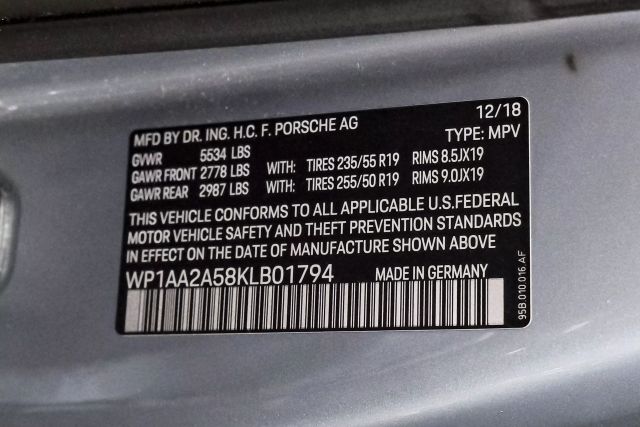 12/18
MFD BY DR. ING. H.C. F. PORSCHE AG TYPE: MPV
GVWR 5534 LBS
GAWR FRONT 2778 LBS WITH: TIRES 235/55 R19 RIMS 8.5JX19
GAWR REAR 2987 LBS WITH: TIRES 255/50 R19 RIMS 9.0JX19
THIS VEHICLE CONFORMS TO ALL APPLICABLE U.S.FEDERAL
MOTOR VEHICLE SAFETY AND THEFT PREVENTION STANDARDS
IN EFFECT ON THE DATE OF MANUFACTURE SHOWN ABOVE
WP1AA2A58KLB01794 MADE IN GERMANY
95B 010 016 AF